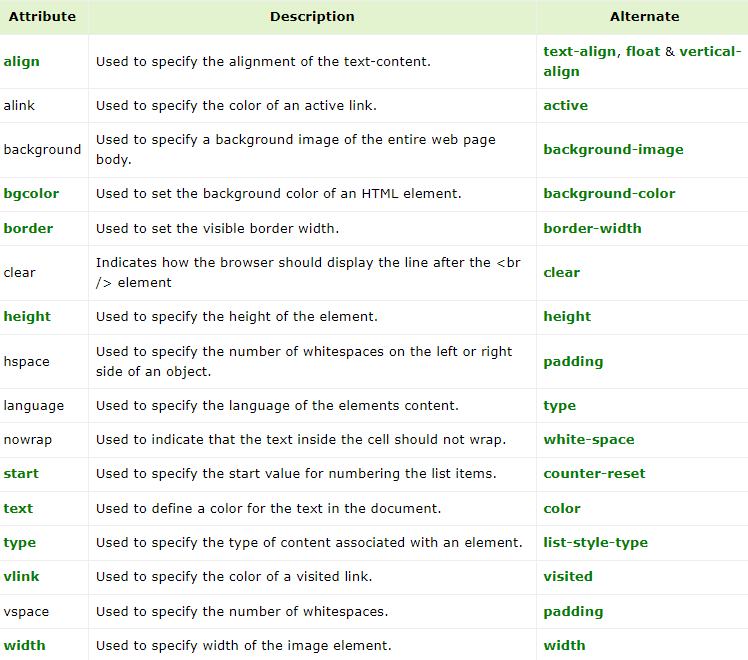 Attribute Description Alternate
align Used to specify the alignment of the text-content. text-align, float & vertical-
align
alink Used to specify the color of an active link. active
background Used to specify a background image of the entire web page
body. background-image
bgcolor Used to set the background color of an HTML element. background-color
border Used to set the visible border width. border-width
clear Indicates how the browser should display the line after the <br
/> element clear
height Used to specify the height of the element. height
hspace Used to specify the number of whitespaces on the left or right
side of an object. padding
language Used to specify the language of the elements content. type
nowrap Used to indicate that the text inside the cell should not wrap. white-space
start Used to specify the start value for numbering the list items. counter-reset
text Used to define a color for the text in the document. color
type Used to specify the type of content associated with an element. list-style-type
vlink Used to specify the color of a visited link. visited
vspace Used to specify the number of whitespaces. padding
width Used to specify width of the image element. width